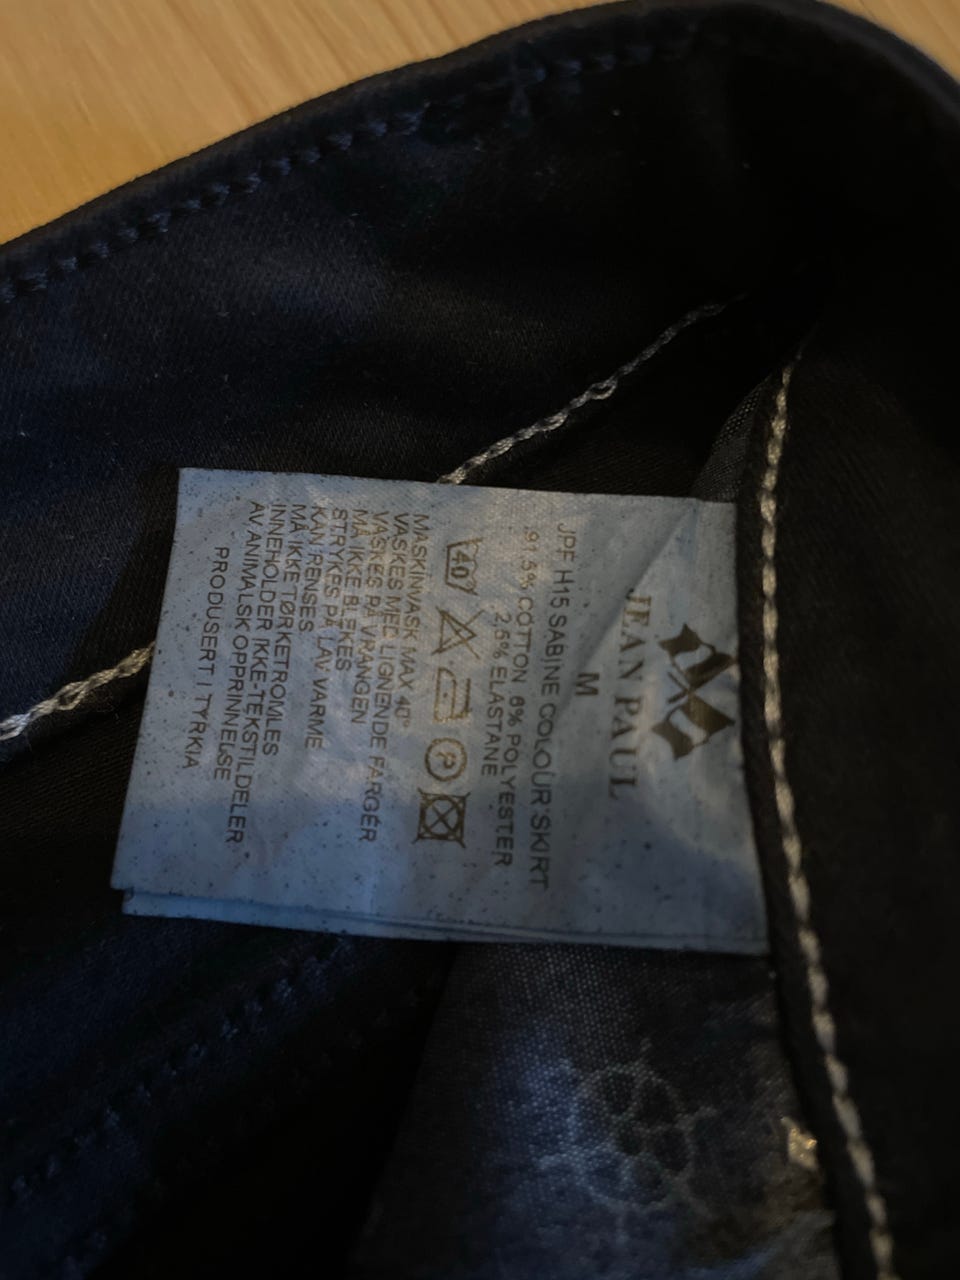 JEAN PAUL
M
JPF H15 SABINE COLOUR SKIRT
91,5% COTTON 6% POLYESTER
2,5% ELASTANE
40 P
MASKINVASK MAX 40°
VASKES MED LIGNENDE FARGER
VASKES PÅ VRANGEN
MÅ IKKE BLEKES
STRYKES PÅ LAV VARME
KAN RENSES
MÅ IKKE TØRKETROMLES
INNEHOLDER IKKE-TEKSTILDELER
AV ANIMALSK OPPRINNELSE
PRODUSERT I TYRKIA